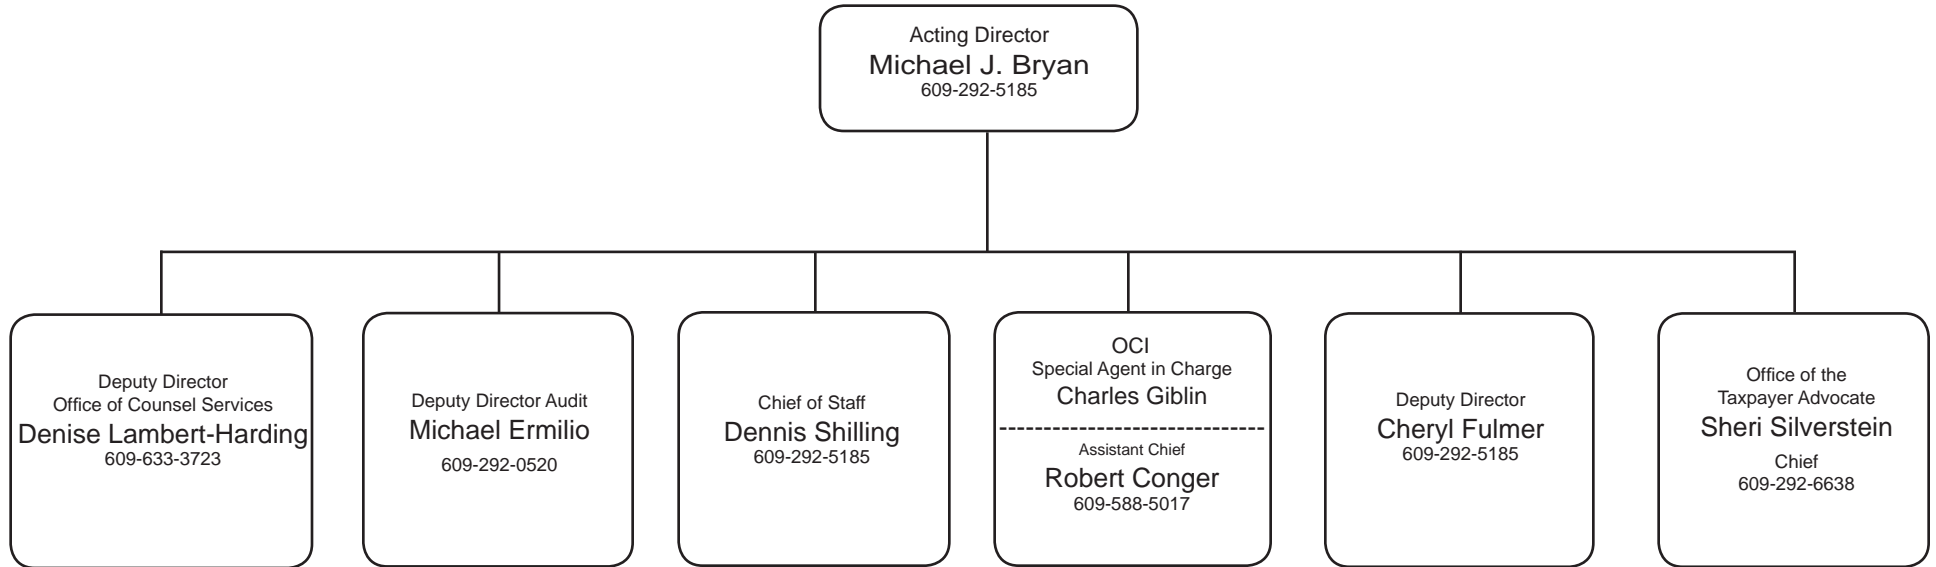 Acting Director
Michael J. Bryan
609-292-5185
Deputy Director
Office of Counsel Services
Denise Lambert-Harding
609-633-3723
Deputy Director Audit
Michael Ermilio
609-292-0520
Chief of Staff
Dennis Shilling
609-292-5185
OCI
Special Agent in Charge
Charles Giblin
Assistant Chief
Robert Conger
609-588-5017
Deputy Director
Cheryl Fulmer
609-292-5185
Office of the
Taxpayer Advocate
Sheri Silverstein
Chief
609-292-6638